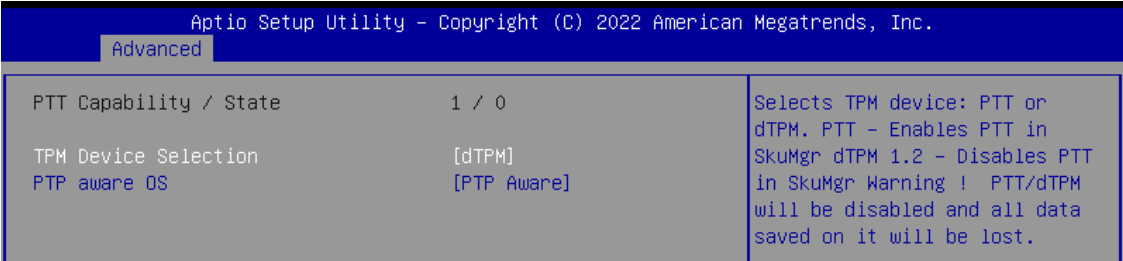 Aptio Setup Utility – Copyright (C) 2022 American Megatrends, Inc.
Advanced
PTT Capability / State 1 / 0
TPM Device Selection [dTPM]
PTP aware OS [PTP Aware]
Selects TPM device: PTT or
dTPM. PTT – Enables PTT in
SkuMgr dTPM 1.2 – Disables PTT
in SkuMgr Warning ! PTT/dTPM
will be disabled and all data
saved on it will be lost.